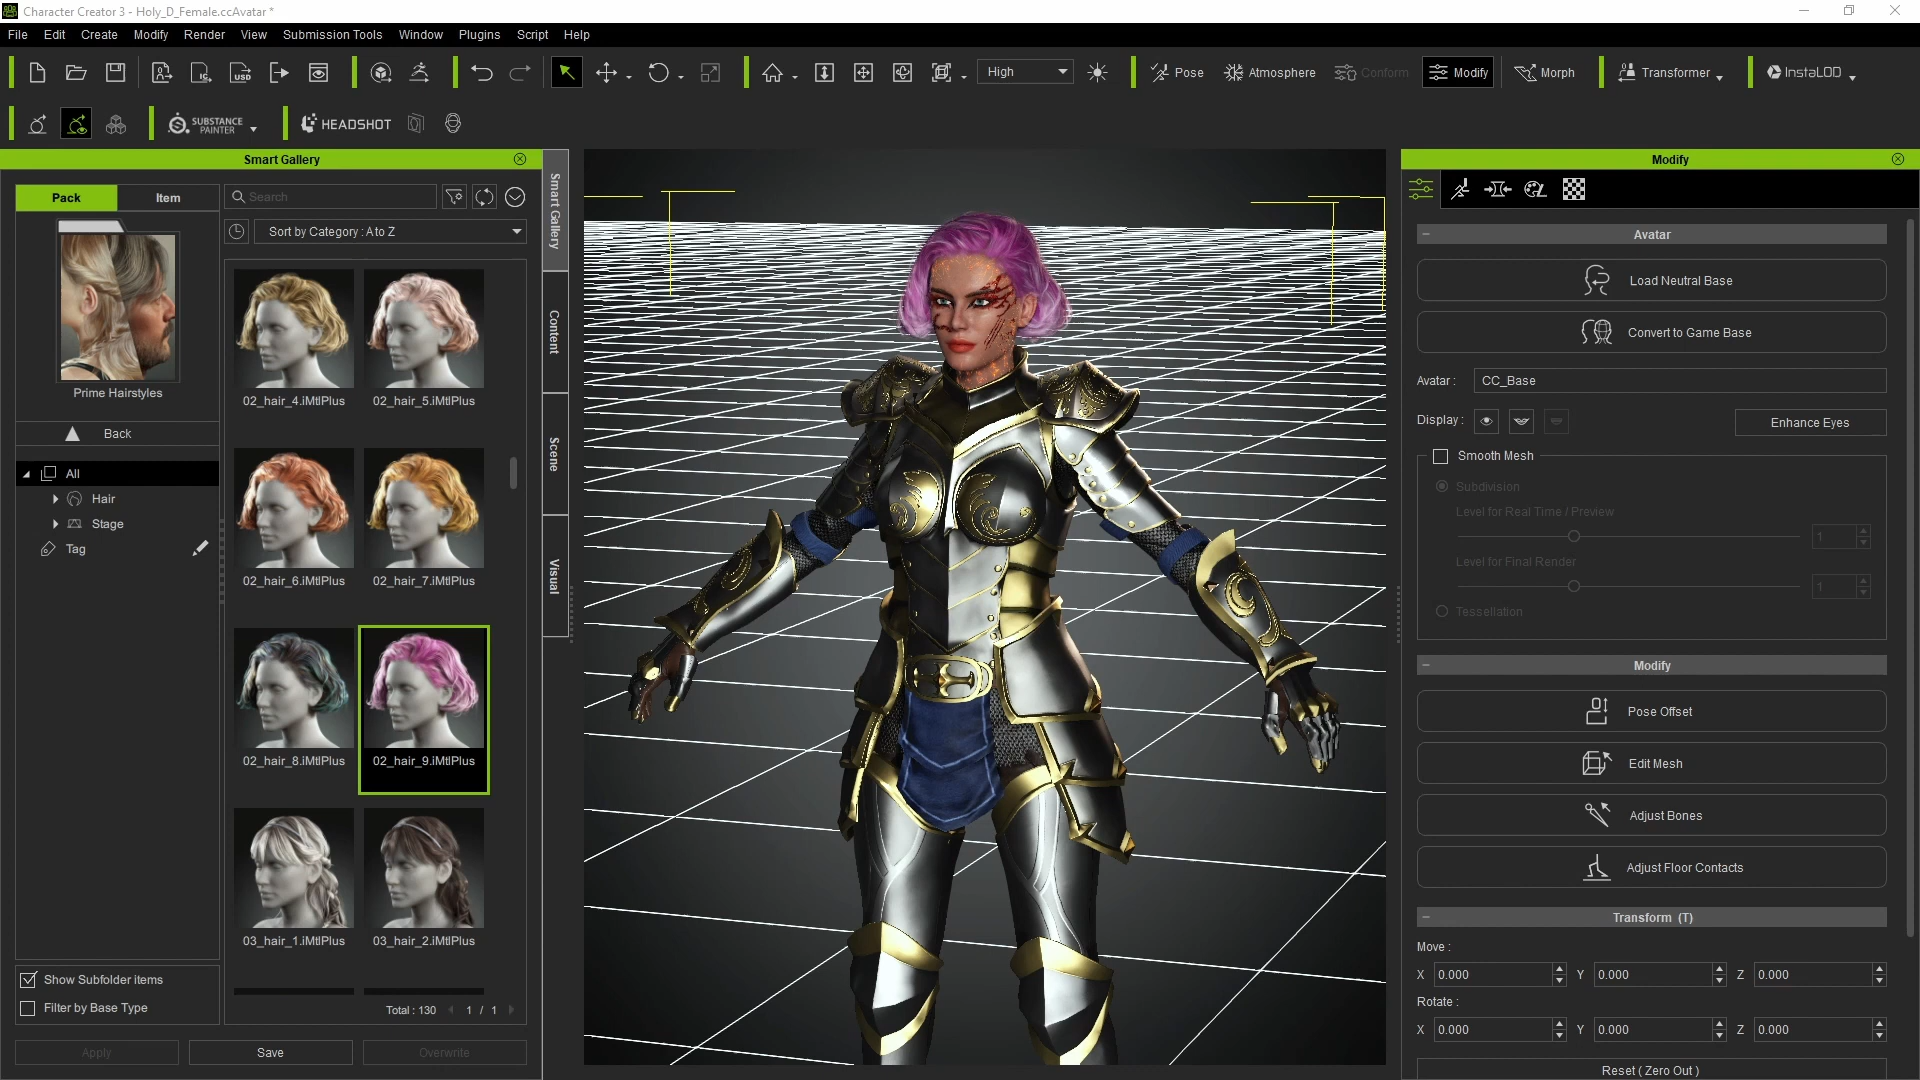 Character Creator 3 - Holy_D_Female.ccAvatar *
File Edit Create Modify Render View Submission Tools Window Plugins Script Help
High Pose Atmosphere Conform Modify Morph Transformer InstaLOD
SUBSTANCE PAINTER HEADSHOT
Smart Gallery
Pack Item
Search
Sort by Category : A to Z
Prime Hairstyles
Back
All
Hair
Stage
Tag
02_hair_4.iMtlPlus 02_hair_5.iMtlPlus
02_hair_6.iMtlPlus 02_hair_7.iMtlPlus
02_hair_8.iMtlPlus 02_hair_9.iMtlPlus
03_hair_1.iMtlPlus 03_hair_2.iMtlPlus
Show Subfolder items
Filter by Base Type
Total : 130 1 / 1
Apply Save Overwrite
Smart Gallery
Content
Scene
Visual
Modify
Avatar
Load Neutral Base
Convert to Game Base
Avatar : CC_Base
Display : Enhance Eyes
Smooth Mesh
Subdivision
Level for Real Time / Preview
1
Level for Final Render
1
Tessellation
Modify
Pose Offset
Edit Mesh
Adjust Bones
Adjust Floor Contacts
Transform (T)
Move :
X 0.000 Y 0.000 Z 0.000
Rotate :
X 0.000 Y 0.000 Z 0.000
Reset ( Zero Out )